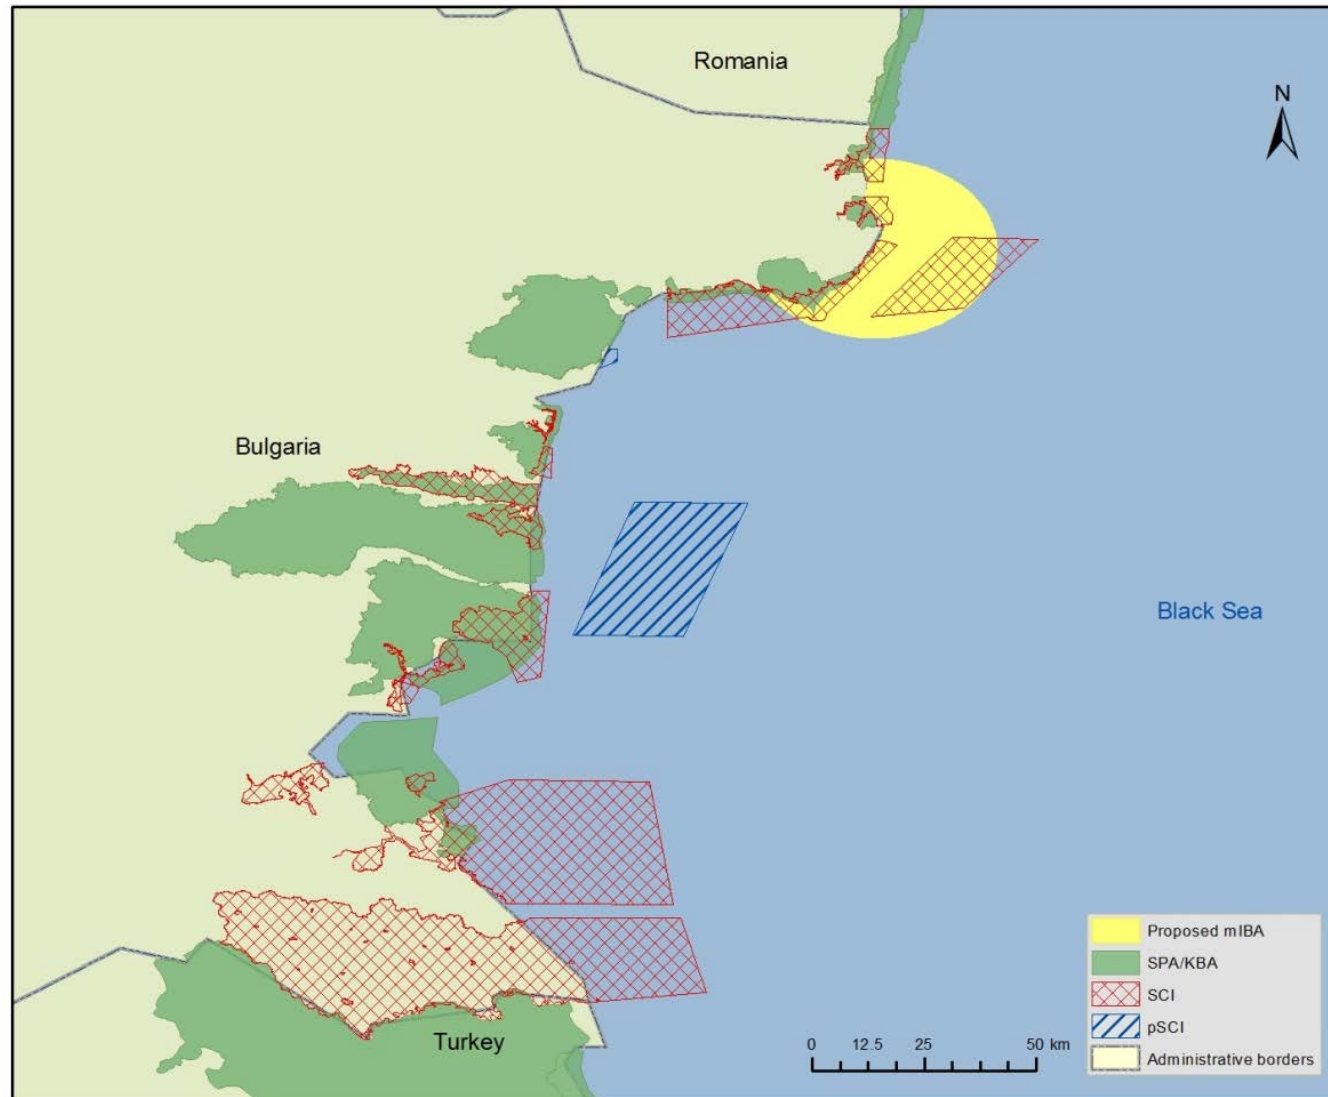 Romania
N
Bulgaria
Black Sea
Turkey
0 12.5 25 50 km
Proposed mIBA
SPA/KBA
SCI
pSCI
Administrative borders